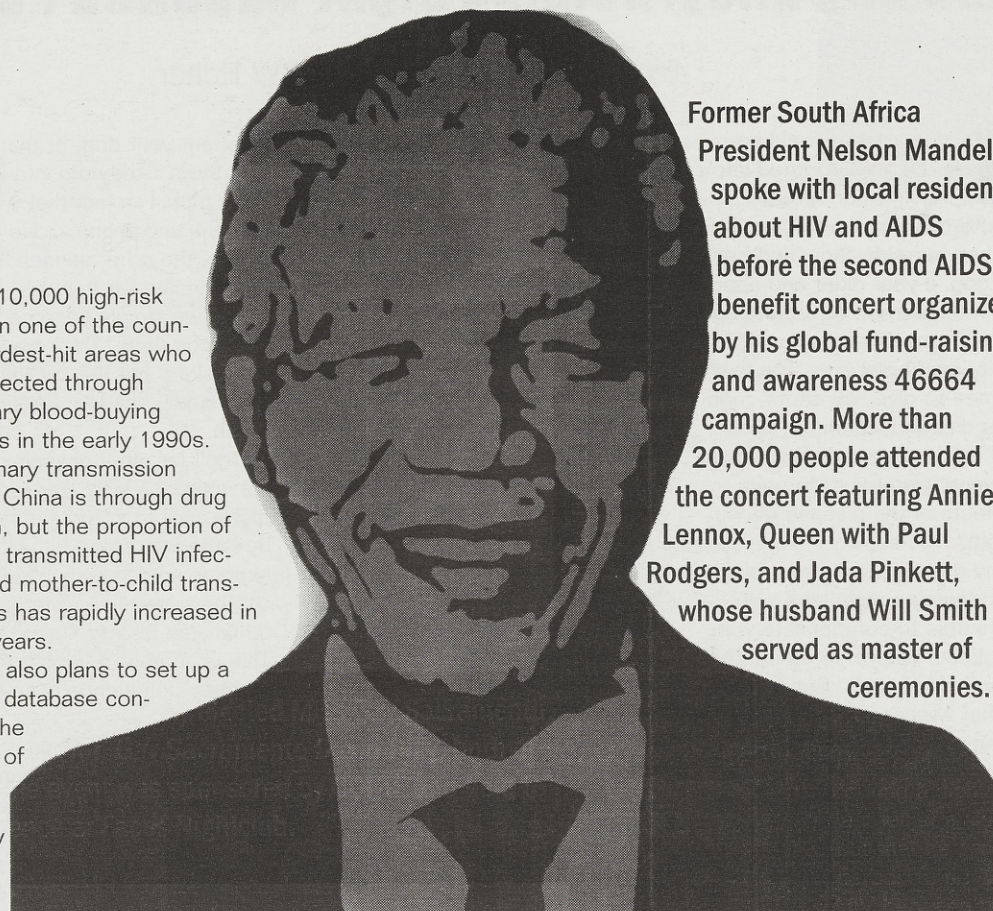 10,000 high-risk
n one of the coun-
dest-hit areas who
ected through
ary blood-buying
s in the early 1990s.
mary transmission
China is through drug
, but the proportion of
transmitted HIV infec-
d mother-to-child trans-
s has rapidly increased in
years.
also plans to set up a
database con-
he
of
y
Former South Africa
President Nelson Mandel
spoke with local residen
about HIV and AIDS
before the second AIDS
benefit concert organize
by his global fund-raisin
and awareness 46664
campaign. More than
20,000 people attended
the concert featuring Annie
Lennox, Queen with Paul
Rodgers, and Jada Pinkett,
whose husband Will Smith
served as master of
ceremonies.